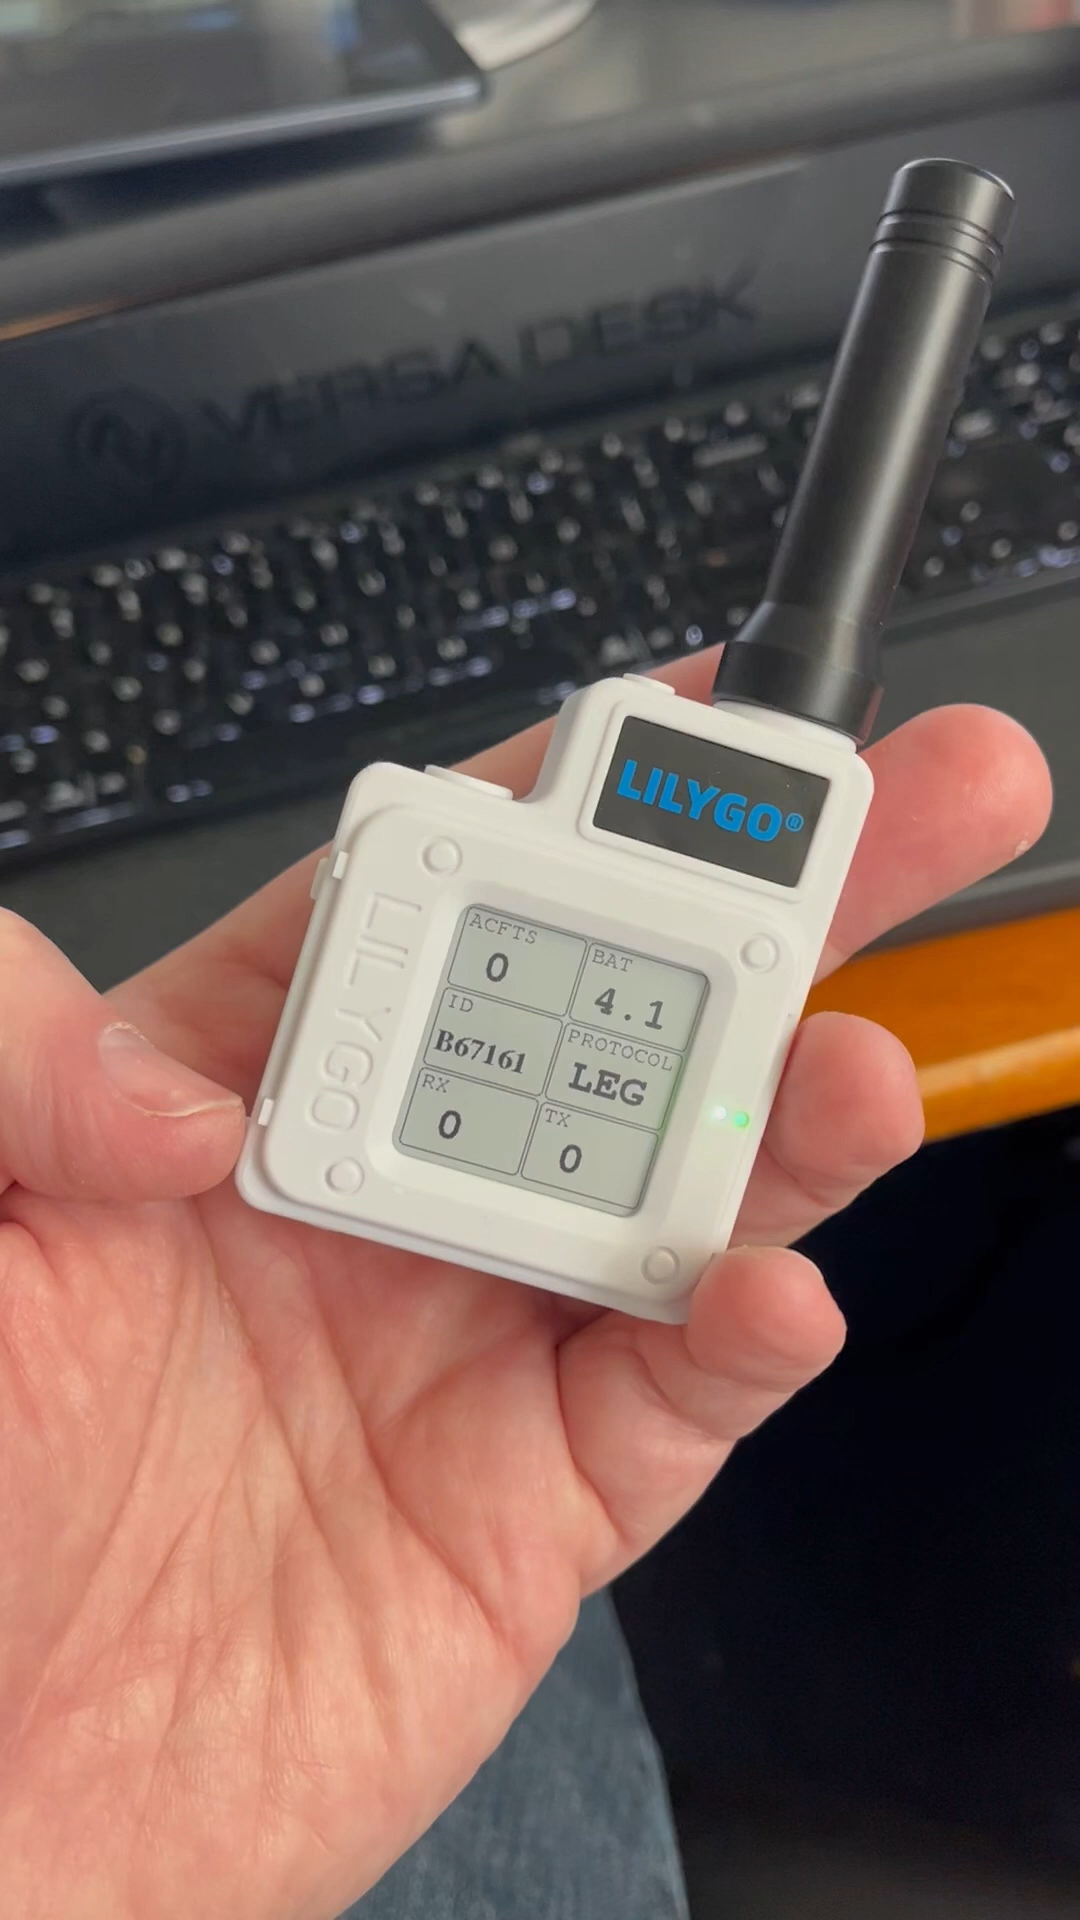 VERSADESK
LILYGO®
LILYGO
ACFTS
0
BAT
4.1
ID
B67161
PROTOCOL
LEG
RX
0
TX
0